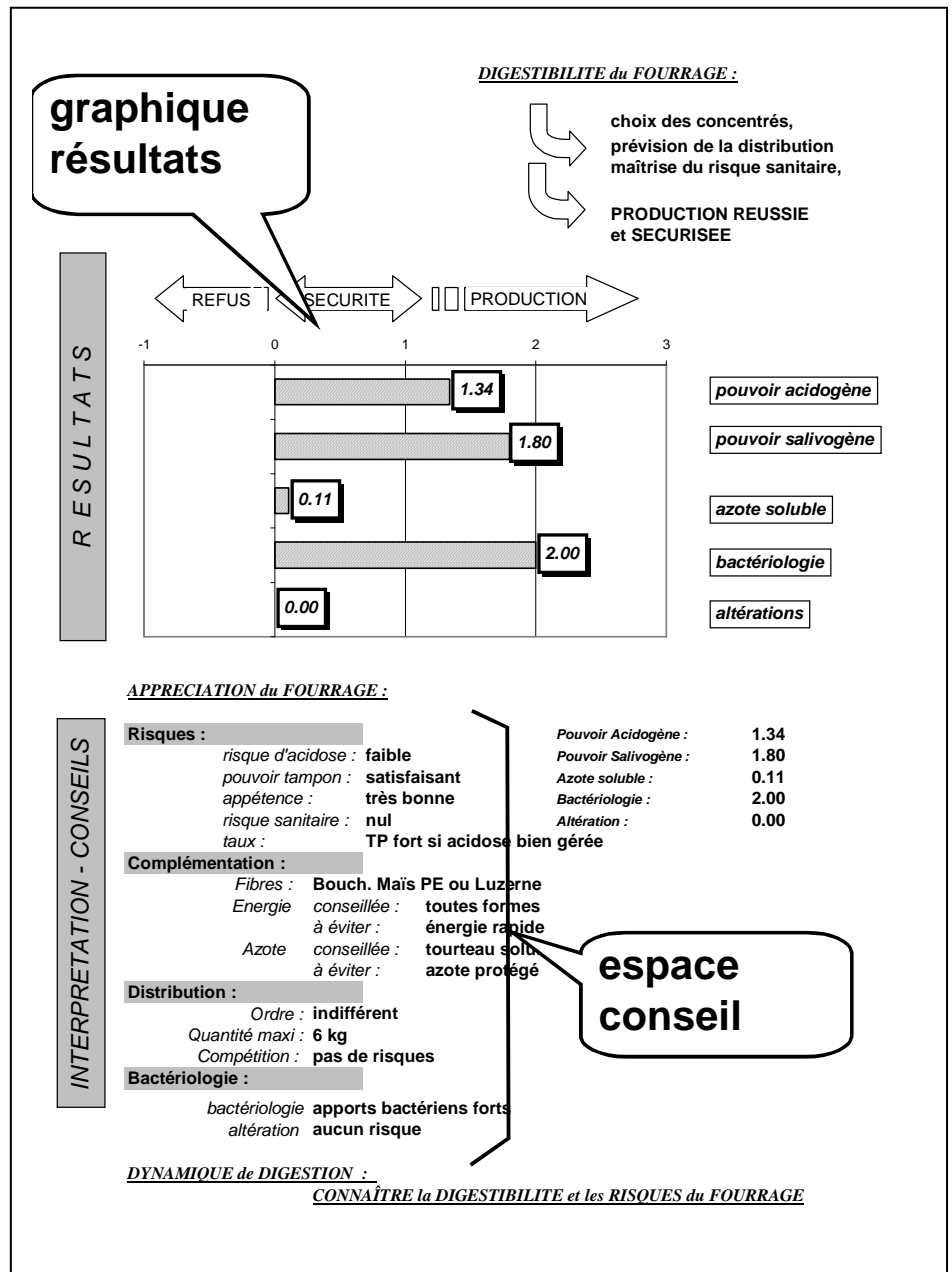 DIGESTIBILITE du FOURRAGE :
graphique
résultats
choix des concentrés,
prévision de la distribution
maîtrise du risque sanitaire,
PRODUCTION REUSSIE
et SECURISEE
REFUS SECURITE PRODUCTION
-1 0 1 2 3
RESULTATS
1.34 pouvoir acidogène
1.80 pouvoir salivogène
0.11 azote soluble
2.00 bactériologie
0.00 altérations
APPRECIATION du FOURRAGE :
INTERPRETATION - CONSEILS
Risques :
risque d'acidose : faible
pouvoir tampon : satisfaisant
appétence : très bonne
risque sanitaire : nul
taux : TP fort si acidose bien gérée
Pouvoir Acidogène : 1.34
Pouvoir Salivogène : 1.80
Azote soluble : 0.11
Bactériologie : 2.00
Altération : 0.00
Complémentation :
Fibres : Bouch. Maïs PE ou Luzerne
Energie conseillée : toutes formes
à éviter : énergie rapide
Azote conseillée : tourteau solu.
à éviter : azote protégé
espace
conseil
Distribution :
Ordre : indifférent
Quantité maxi : 6 kg
Compétition : pas de risques
Bactériologie :
bactériologie apports bactériens forts
altération aucun risque
DYNAMIQUE de DIGESTION :
CONNAÎTRE la DIGESTIBILITE et les RISQUES du FOURRAGE